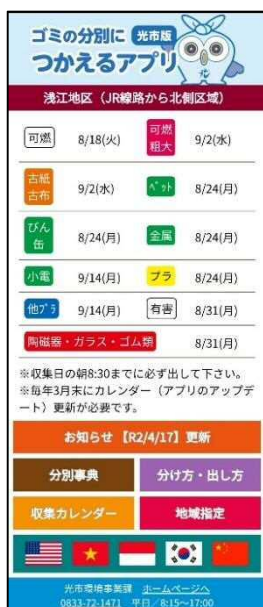 ゴミの分別に 光市版
つかえるアプリ
浅江地区（JR線路から北側区域）
可燃 8/18(火) 可燃粗大 9/2(水)
古紙古布 9/2(水) ペット 8/24(月)
びん缶 8/24(月) 金属 8/24(月)
小電 9/14(月) プラ 8/24(月)
他プラ 9/14(月) 有害 8/31(月)
陶磁器・ガラス・ゴム類 8/31(月)
※収集日の朝8:30までに必ず出して下さい。
※毎年3月末にカレンダー（アプリのアップデ
ート）更新が必要です。
お知らせ【R2/4/17】更新
分別事典 分け方・出し方
収集カレンダー 地域指定
光市環境事業課 ホームページへ
0833-72-1471 平日／8:15～17:00